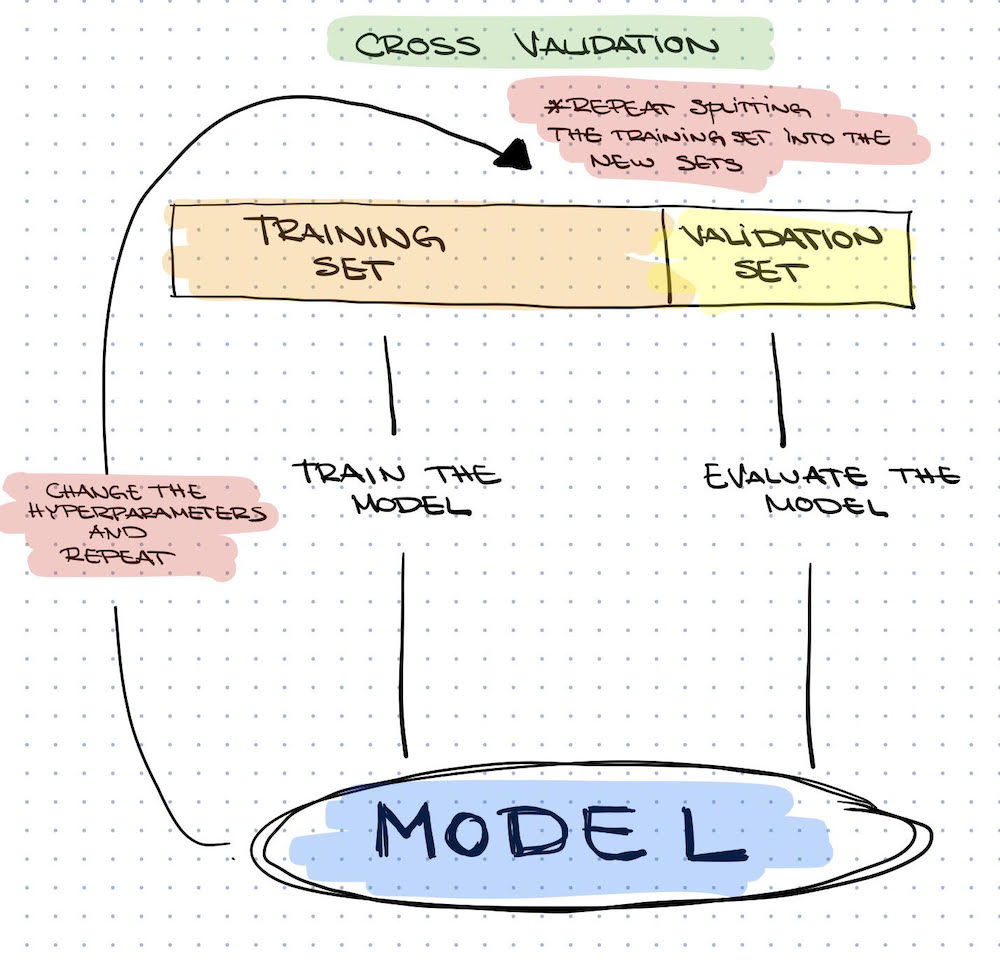 CROSS VALIDATION
*REPEAT SPLITTING
THE TRAINING SET INTO THE
NEW SETS
TRAINING
SET
VALIDATION
SET
TRAIN THE
MODEL
EVALUATE THE
MODEL
CHANGE THE
HYPERPARAMETERS
AND
REPEAT
MODEL